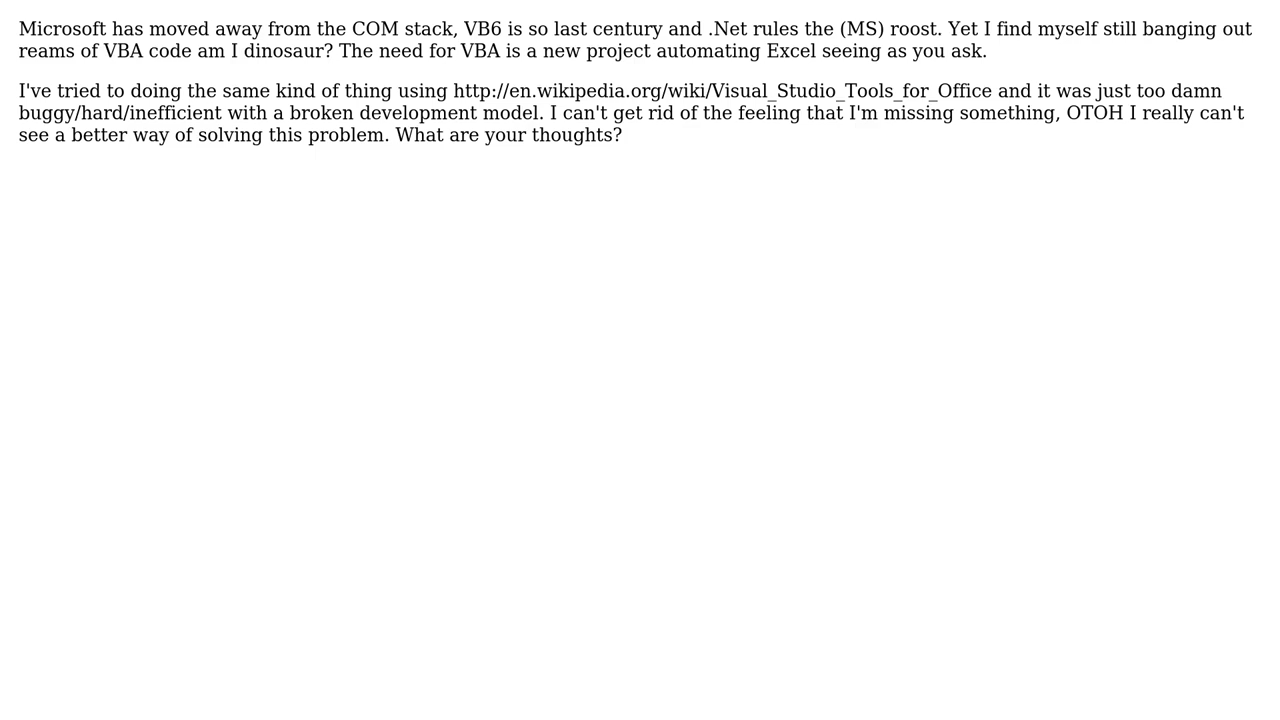 Microsoft has moved away from the COM stack, VB6 is so last century and .Net rules the (MS) roost. Yet I find myself still banging out
reams of VBA code am I dinosaur? The need for VBA is a new project automating Excel seeing as you ask.
I've tried to doing the same kind of thing using http://en.wikipedia.org/wiki/Visual_Studio_Tools_for_Office and it was just too damn
buggy/hard/inefficient with a broken development model. I can't get rid of the feeling that I'm missing something, OTOH I really can't
see a better way of solving this problem. What are your thoughts?